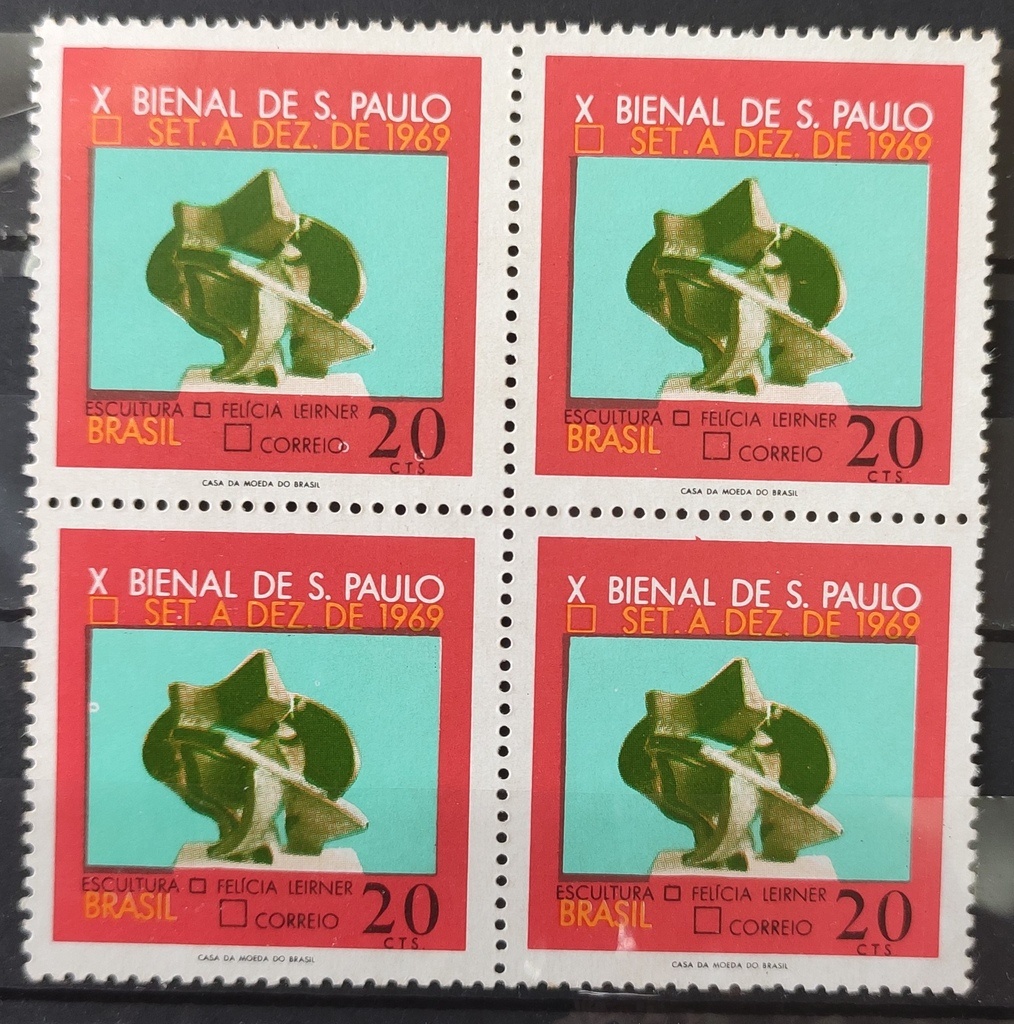 X BIENAL DE S. PAULO
SET. A DEZ. DE 1969
ESCULTURA FELÍCIA LEIRNER
BRASIL CORREIO 20
CTS.
CASA DA MOEDA DO BRASIL
X BIENAL DE S. PAULO
SET. A DEZ. DE 1969
ESCULTURA FELÍCIA LEIRNER
BRASIL CORREIO 20
CTS.
CASA DA MOEDA DO BRASIL
X BIENAL DE S. PAULO
SET. A DEZ. DE 1969
ESCULTURA FELÍCIA LEIRNER
BRASIL CORREIO 20
CTS.
CASA DA MOEDA DO BRASIL
X BIENAL DE S. PAULO
SET. A DEZ. DE 1969
ESCULTURA FELÍCIA LEIRNER
BRASIL CORREIO 20
CTS.
CASA DA MOEDA DO BRASIL